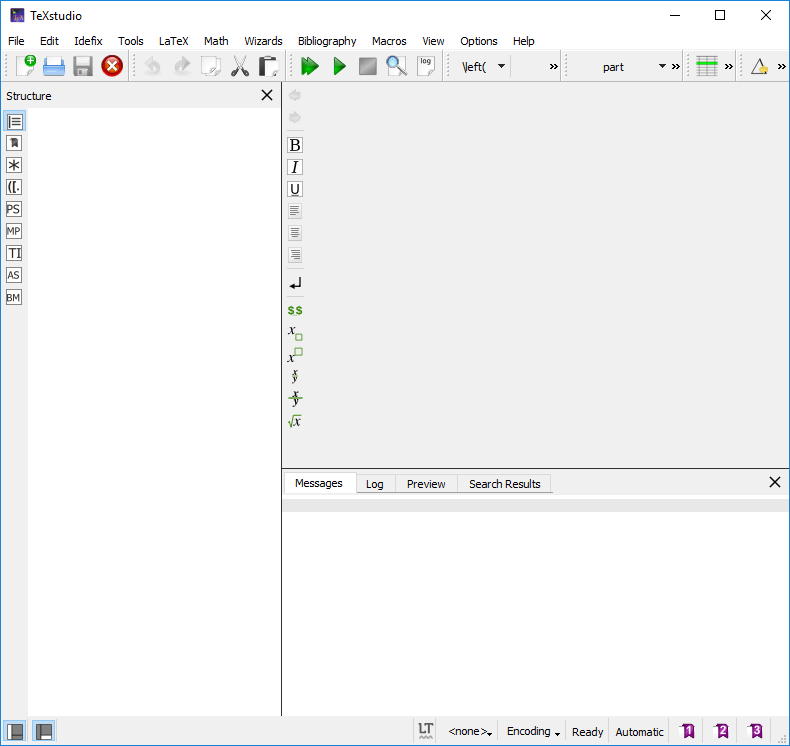 TeXstudio
File Edit Idefix Tools LaTeX Math Wizards Bibliography Macros View Options Help
log \left( » part » » »
Structure
B
([. I
PS U
MP
TI
AS
BM
$$
x
x
x
y
x
y
√x
Messages Log Preview Search Results
LT <none> Encoding Ready Automatic 1 2 3